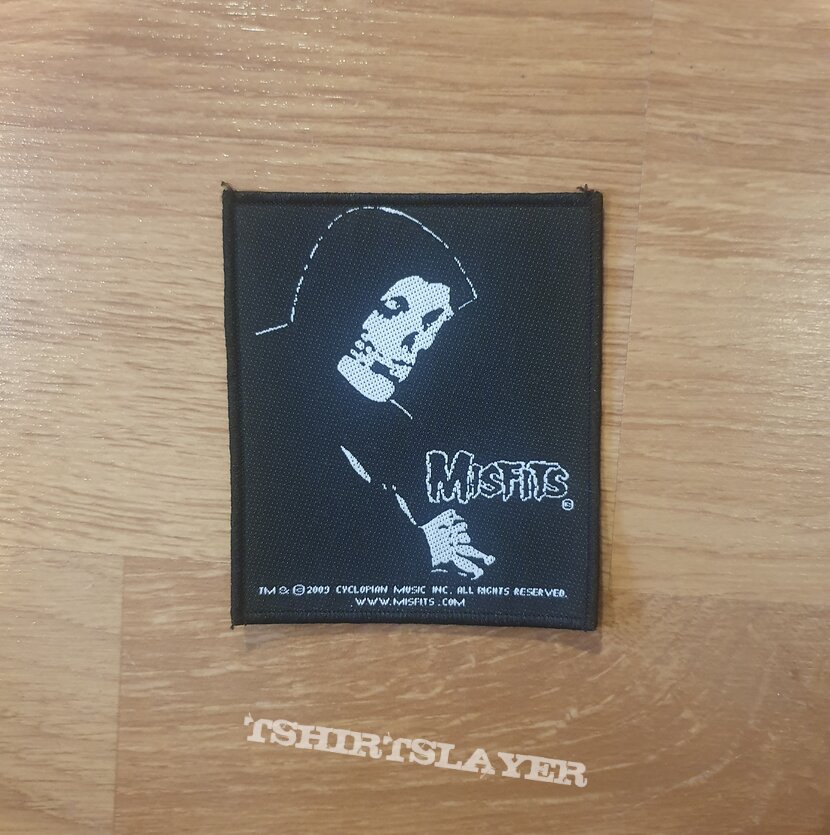 MISFITS ©
TM & © 2009 CYCLOPIAN MUSIC INC. ALL RIGHTS RESERVED.
WWW.MISFITS.COM
TSHIRTSLAYER